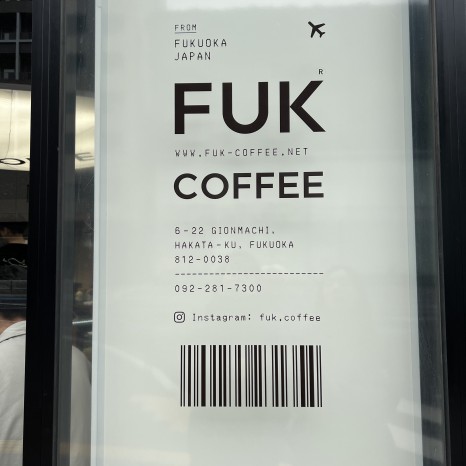 FROM
FUKUOKA
JAPAN
FUK R
WWW.FUK-COFFEE.NET
COFFEE
6-22 GIONMACHI.
HAKATA-KU, FUKUOKA
812-0038
092-281-7300
Instagram: fuk.coffee